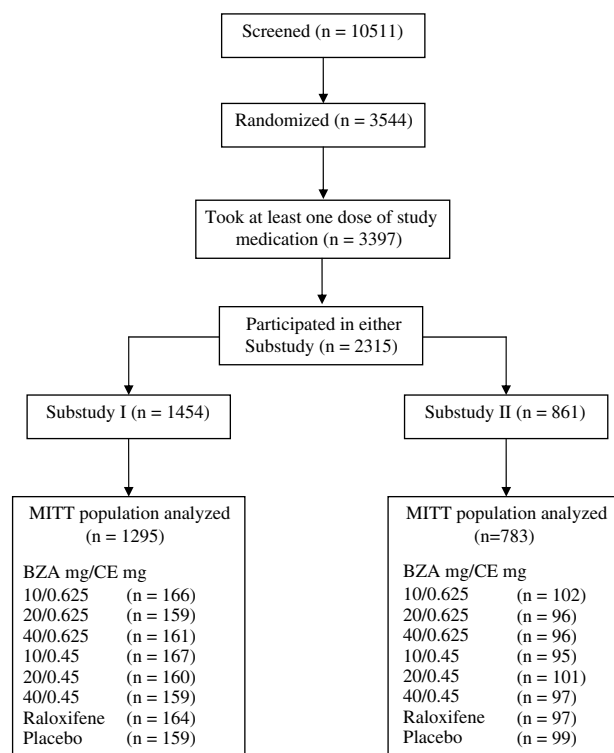 Screened (n = 10511)
Randomized (n = 3544)
Took at least one dose of study
medication (n = 3397)
Participated in either
Substudy (n = 2315)
Substudy I (n = 1454)
Substudy II (n = 861)
MITT population analyzed
(n = 1295)
BZA mg/CE mg
10/0.625 (n = 166)
20/0.625 (n = 159)
40/0.625 (n = 161)
10/0.45 (n = 167)
20/0.45 (n = 160)
40/0.45 (n = 159)
Raloxifene (n = 164)
Placebo (n = 159)
MITT population analyzed
(n=783)
BZA mg/CE mg
10/0.625 (n = 102)
20/0.625 (n = 96)
40/0.625 (n = 96)
10/0.45 (n = 95)
20/0.45 (n = 101)
40/0.45 (n = 97)
Raloxifene (n = 97)
Placebo (n = 99)